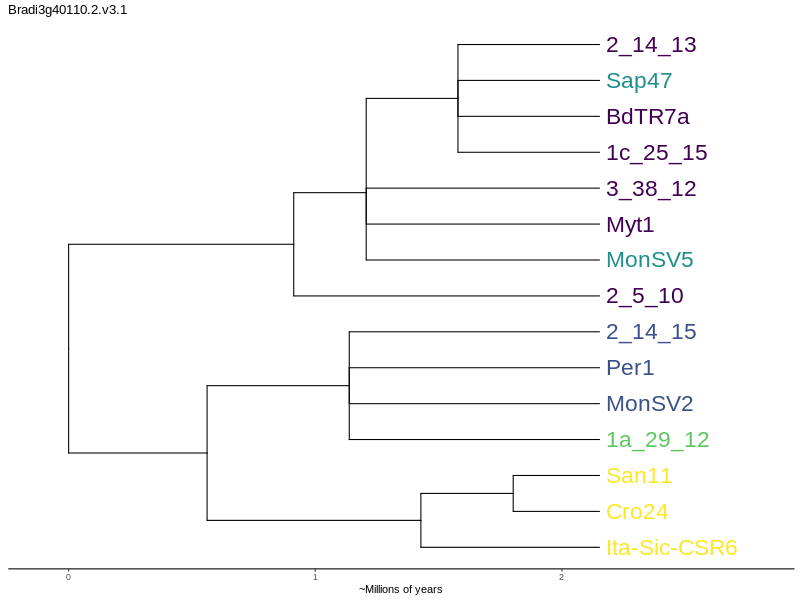 Bradi3g40110.2.v3.1
2_14_13
Sap47
BdTR7a
1c_25_15
3_38_12
Myt1
MonSV5
2_5_10
2_14_15
Per1
MonSV2
1a_29_12
San11
Cro24
Ita-Sic-CSR6
0 1 2
~Millions of years